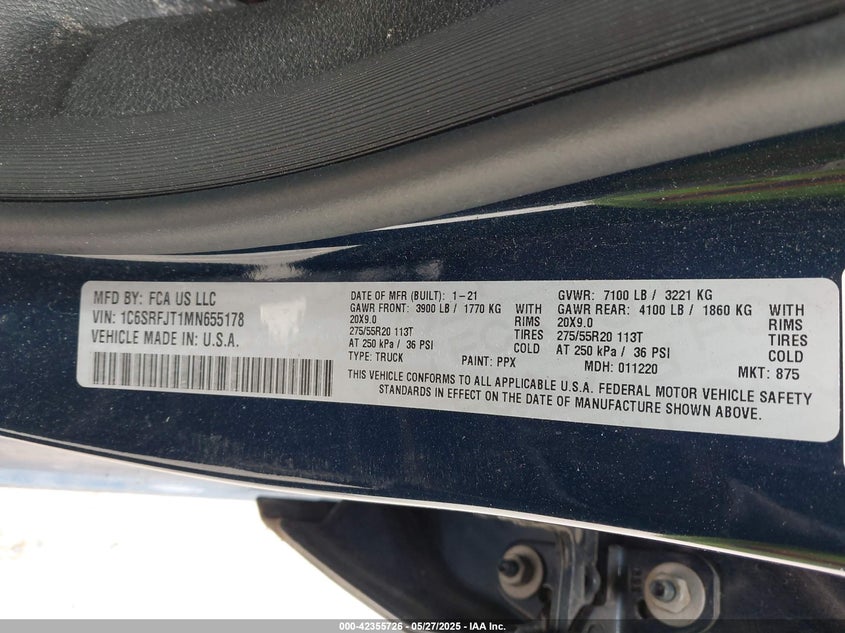 MFD BY: FCA US LLC
VIN: 1C6SRFJT1MN655178
VEHICLE MADE IN: U.S.A.
DATE OF MFR (BUILT): 1-21
GAWR FRONT: 3900 LB / 1770 KG WITH
20X9.0 RIMS
275/55R20 113T TIRES
AT 250 kPa / 36 PSI COLD
TYPE: TRUCK PAINT: PPX
GVWR: 7100 LB / 3221 KG
GAWR REAR: 4100 LB / 1860 KG WITH
20X9.0 RIMS
275/55R20 113T TIRES
AT 250 kPa / 36 PSI COLD
MDH: 011220 MKT: 875
THIS VEHICLE CONFORMS TO ALL APPLICABLE U.S.A. FEDERAL MOTOR VEHICLE SAFETY
STANDARDS IN EFFECT ON THE DATE OF MANUFACTURE SHOWN ABOVE.
000-42355726 - 05/27/2025 - IAA Inc.